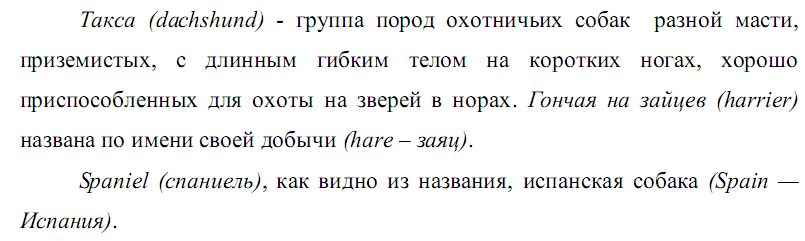 Такса (dachshund) - группа пород охотничьих собак разной масти,
приземистых, с длинным гибким телом на коротких ногах, хорошо
приспособленных для охоты на зверей в норах. Гончая на зайцев (harrier)
названа по имени своей добычи (hare – заяц).
Spaniel (спаниель), как видно из названия, испанская собака (Spain —
Испания).